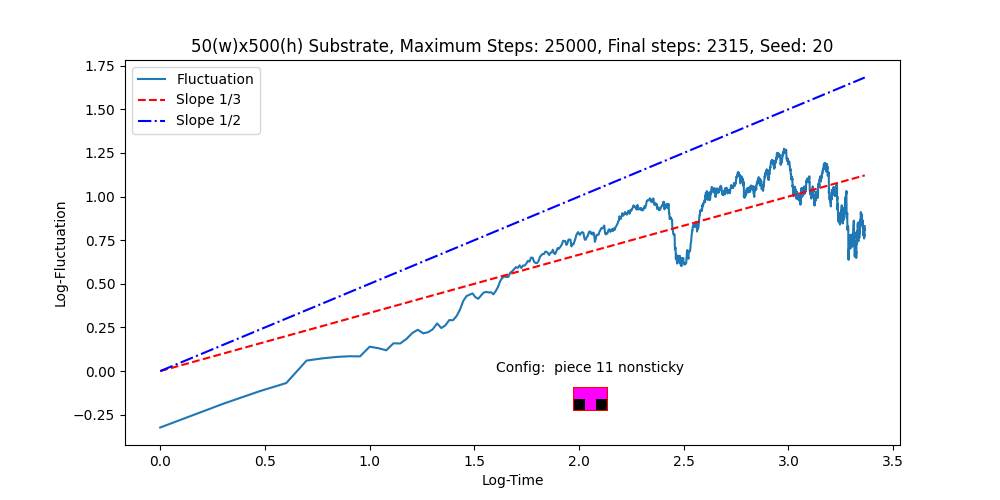 50(w)x500(h) Substrate, Maximum Steps: 25000, Final steps: 2315, Seed: 20
1.75
1.50
1.25
1.00
0.75
0.50
0.25
0.00
−0.25
Log-Fluctuation
Fluctuation
Slope 1/3
Slope 1/2
Config:  piece 11 nonsticky
0.0 0.5 1.0 1.5 2.0 2.5 3.0 3.5
Log-Time